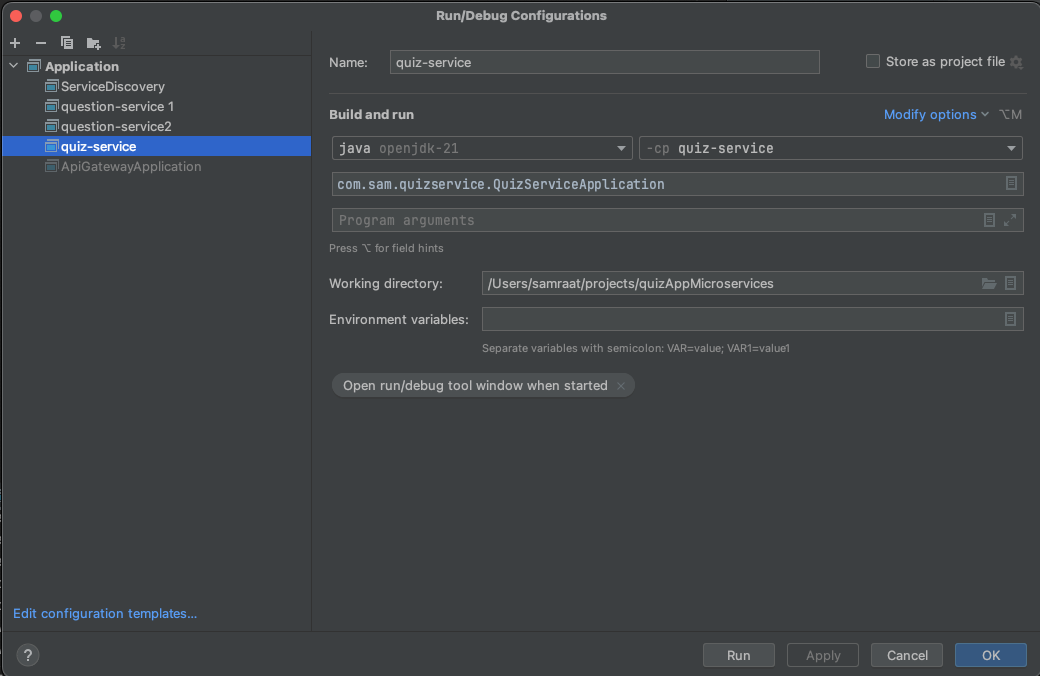 Run/Debug Configurations
Application
ServiceDiscovery
question-service 1
question-service2
quiz-service
ApiGatewayApplication
Edit configuration templates...
Name:
quiz-service
Store as project file
Build and run
Modify options
⌥M
java openjdk-21
-cp quiz-service
com.sam.quizservice.QuizServiceApplication
Program arguments
Press ⌥ for field hints
Working directory:
/Users/samraat/projects/quizAppMicroservices
Environment variables:
Separate variables with semicolon: VAR=value; VAR1=value1
Open run/debug tool window when started
?
Run
Apply
Cancel
OK